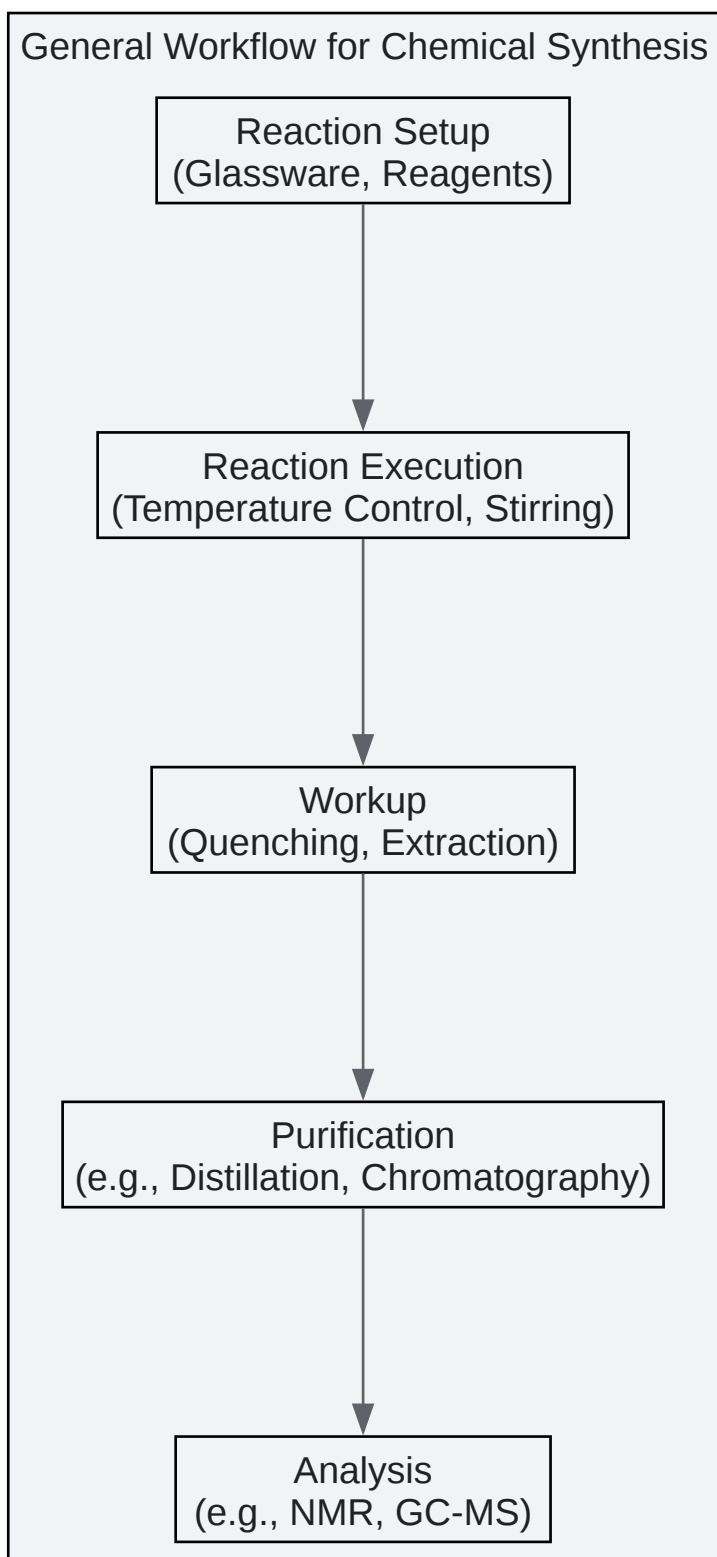 General Workflow for Chemical Synthesis
Reaction Setup
(Glassware, Reagents)
Reaction Execution
(Temperature Control, Stirring)
Workup
(Quenching, Extraction)
Purification
(e.g., Distillation, Chromatography)
Analysis
(e.g., NMR, GC-MS)